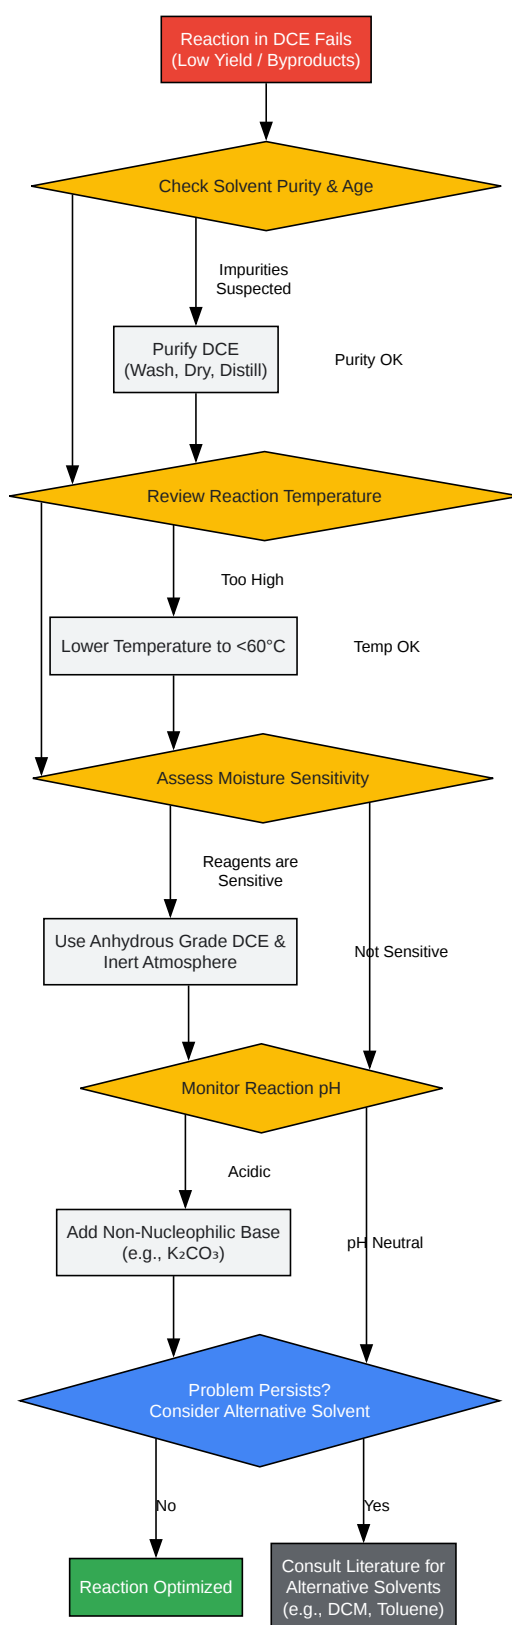 Reaction in DCE Fails
(Low Yield / Byproducts)
Check Solvent Purity & Age
Impurities
Suspected
Purify DCE
(Wash, Dry, Distill)
Purity OK
Review Reaction Temperature
Too High
Lower Temperature to <60°C
Temp OK
Assess Moisture Sensitivity
Reagents are
Sensitive
Use Anhydrous Grade DCE &
Inert Atmosphere
Not Sensitive
Monitor Reaction pH
Acidic
Add Non-Nucleophilic Base
(e.g., K₂CO₃)
pH Neutral
Problem Persists?
Consider Alternative Solvent
No
Yes
Reaction Optimized
Consult Literature for
Alternative Solvents
(e.g., DCM, Toluene)